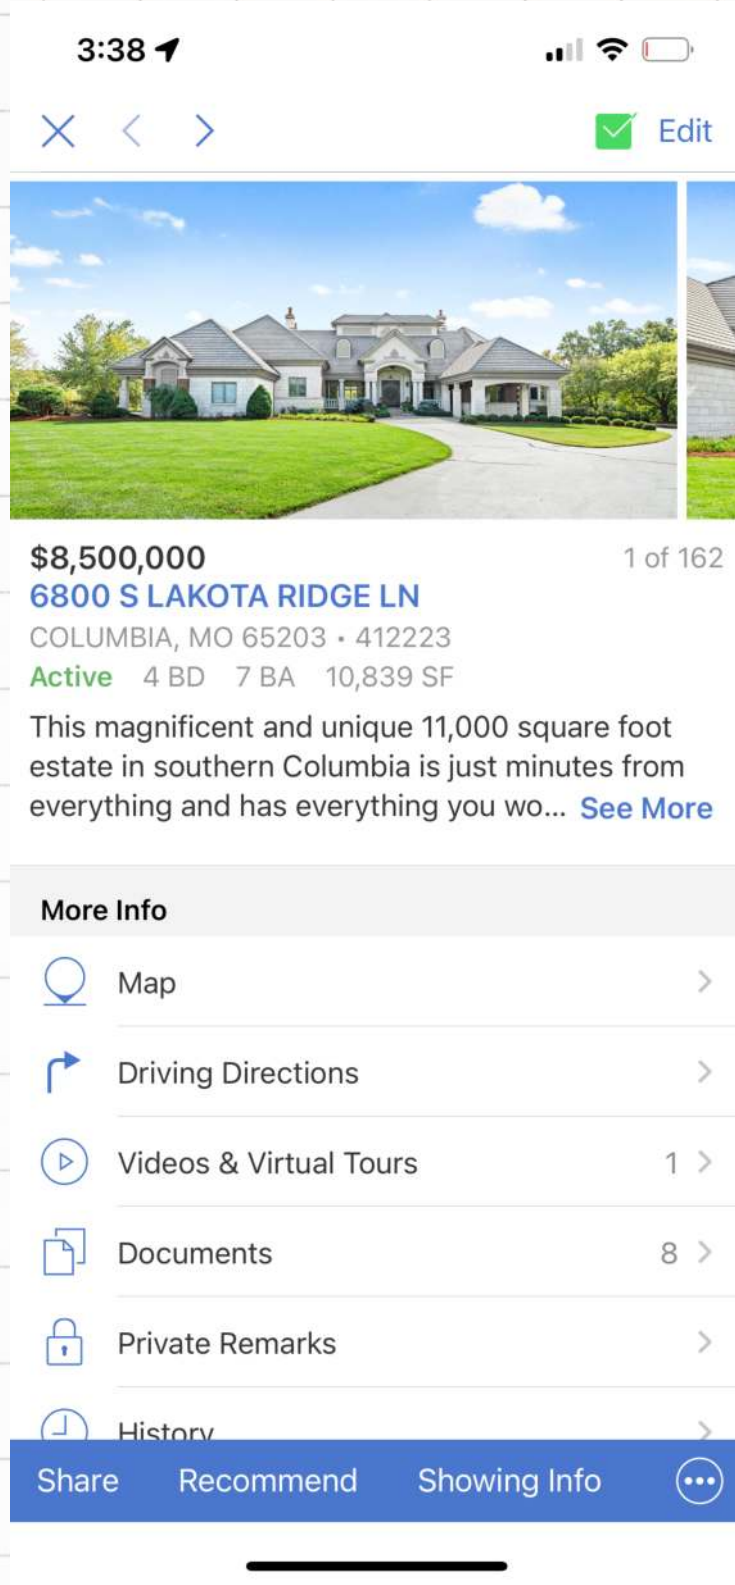 3:38
Edit
$8,500,000
1 of 162
6800 S LAKOTA RIDGE LN
COLUMBIA, MO 65203 • 412223
Active 4 BD 7 BA 10,839 SF
This magnificent and unique 11,000 square foot
estate in southern Columbia is just minutes from
everything and has everything you wo... See More
More Info
Map
Driving Directions
Videos & Virtual Tours 1
Documents 8
Private Remarks
History
Share Recommend Showing Info